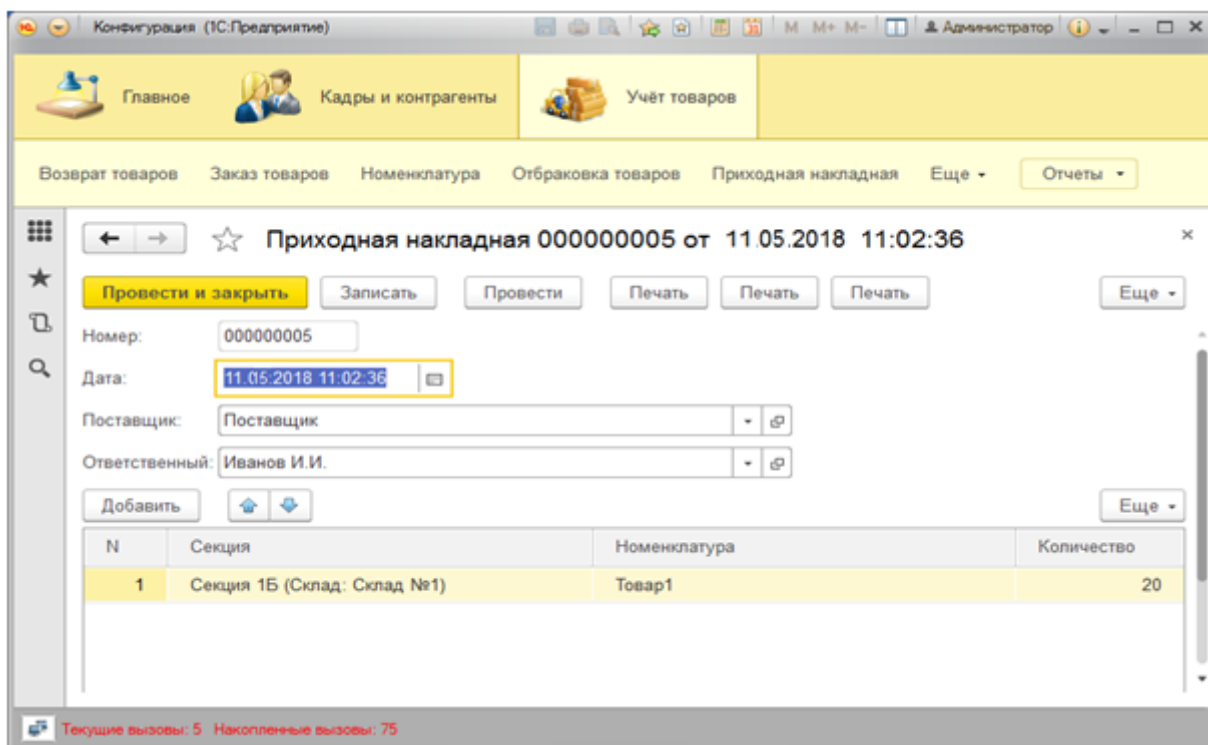 Конфигурация (1С:Предприятие) M M+ M- Администратор
Главное Кадры и контрагенты Учёт товаров
Возврат товаров Заказ товаров Номенклатура Отбраковка товаров Приходная накладная Еще Отчеты
Приходная накладная 000000005 от 11.05.2018 11:02:36
Провести и закрыть Записать Провести Печать Печать Печать Еще
Номер: 000000005
Дата: 11.05.2018 11:02:36
Поставщик: Поставщик
Ответственный: Иванов И.И.
Добавить Еще
N Секция Номенклатура Количество
1 Секция 1Б (Склад: Склад №1) Товар1 20
Текущие вызовы: 5 Накопленные вызовы: 75